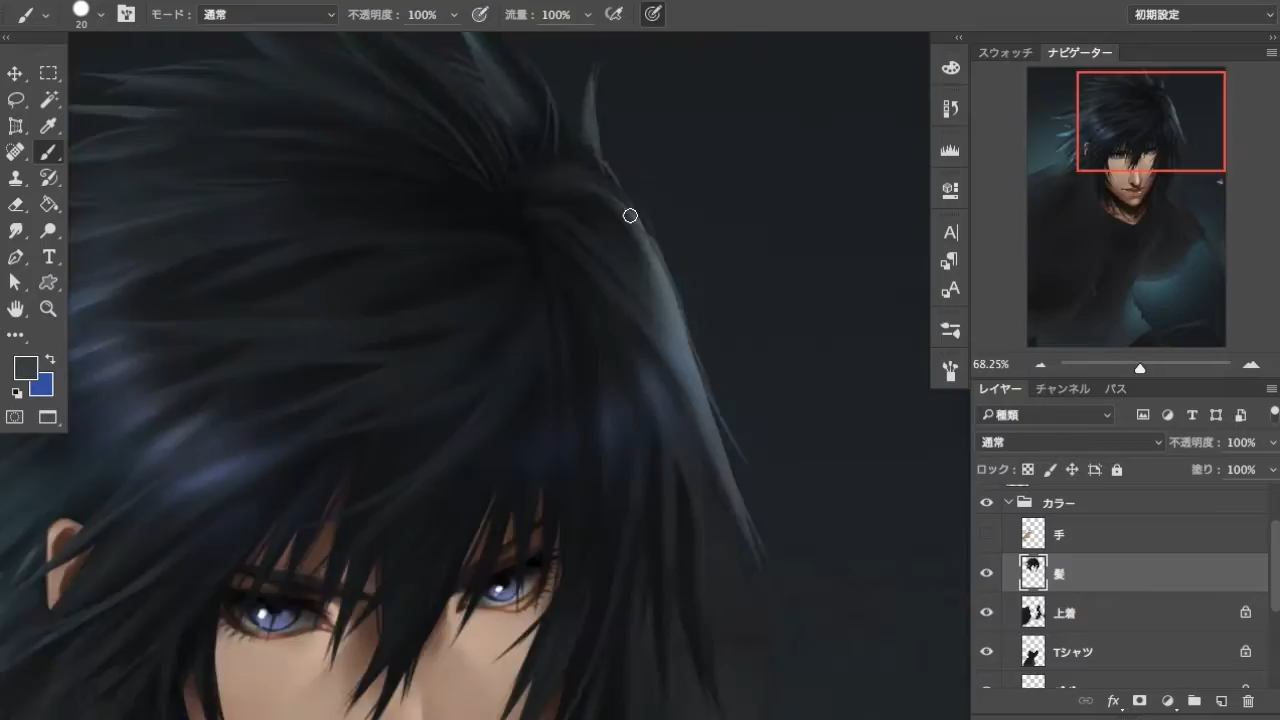 20 モード： 通常 不透明度： 100% 流量： 100% 初期設定
スウォッチ ナビゲーター
68.25%
レイヤー チャンネル パス
種類
通常 不透明度： 100%
ロック： 塗り： 100%
カラー
手
髪
上着
Tシャツ